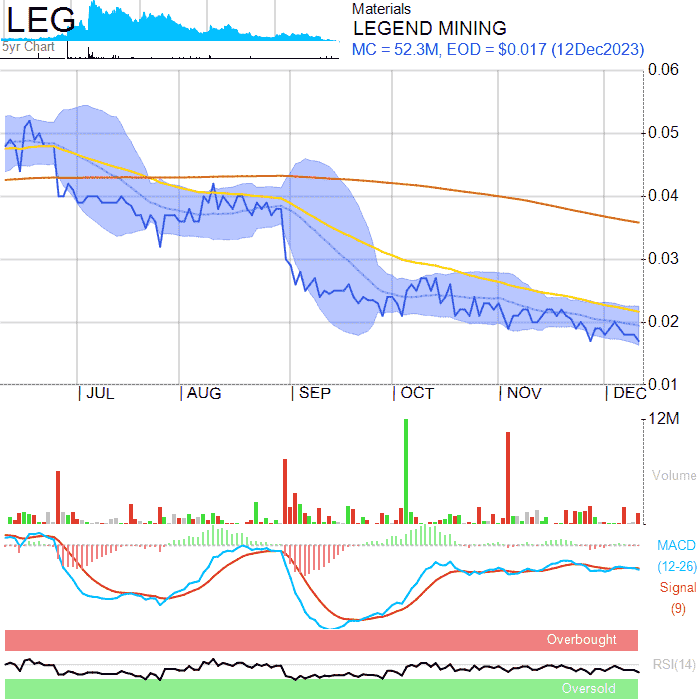 LEG
5yr Chart
Materials
LEGEND MINING
MC = 52.3M, EOD = $0.017 (12Dec2023)
0.06
0.05
0.04
0.03
0.02
0.01
JUL AUG SEP OCT NOV DEC
12M
Volume
MACD
(12-26)
Signal
(9)
Overbought
RSI(14)
Oversold